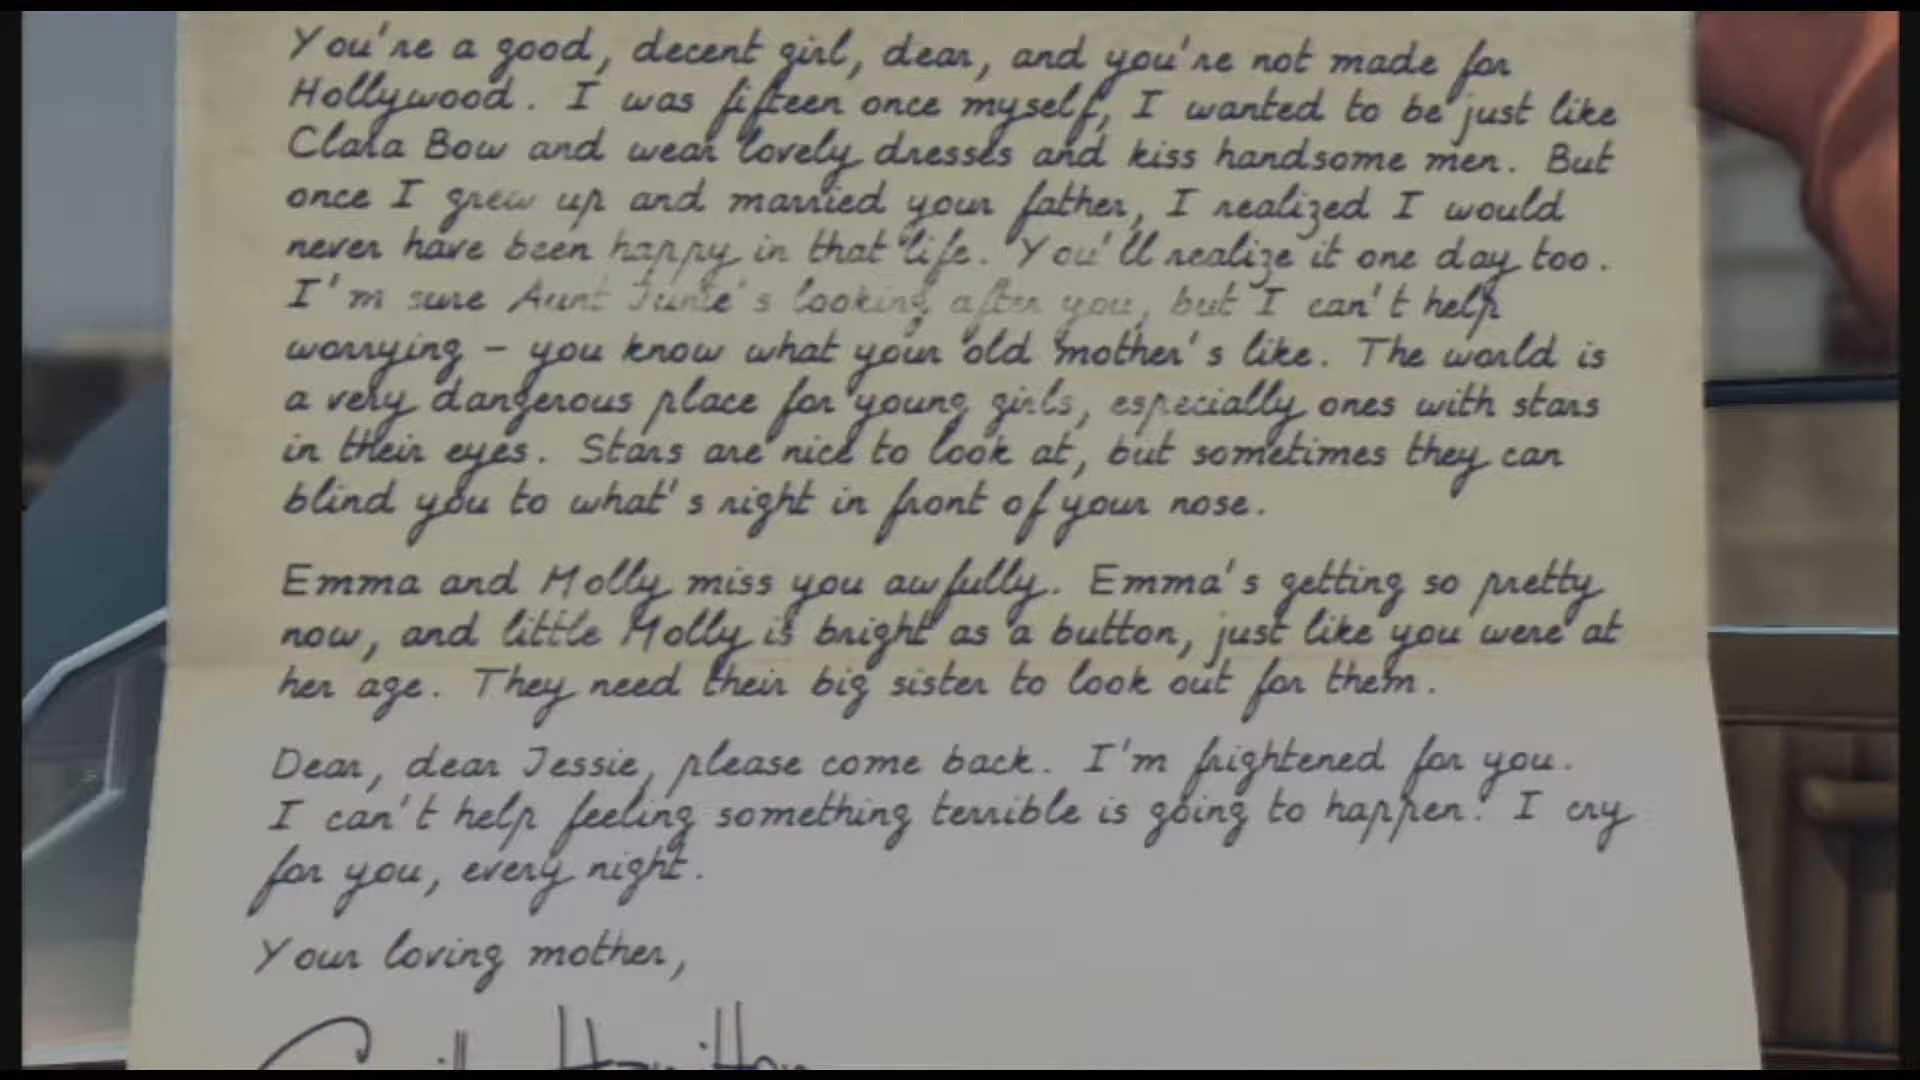 You're a good, decent girl, dear, and you're not made for
Hollywood. I was fifteen once myself, I wanted to be just like
Clara Bow and wear lovely dresses and kiss handsome men. But
once I grew up and married your father, I realized I would
never have been happy in that life. You'll realize it one day too.
I'm sure Aunt Junie's looking after you, but I can't help
worrying - you know what your old mother's like. The world is
a very dangerous place for young girls, especially ones with stars
in their eyes. Stars are nice to look at, but sometimes they can
blind you to what's right in front of your nose.
Emma and Molly miss you awfully. Emma's getting so pretty
now, and little Molly is bright as a button, just like you were at
her age. They need their big sister to look out for them.
Dear, dear Jessie, please come back. I'm frightened for you.
I can't help feeling something terrible is going to happen. I cry
for you, every night.
Your loving mother,
Hamilton